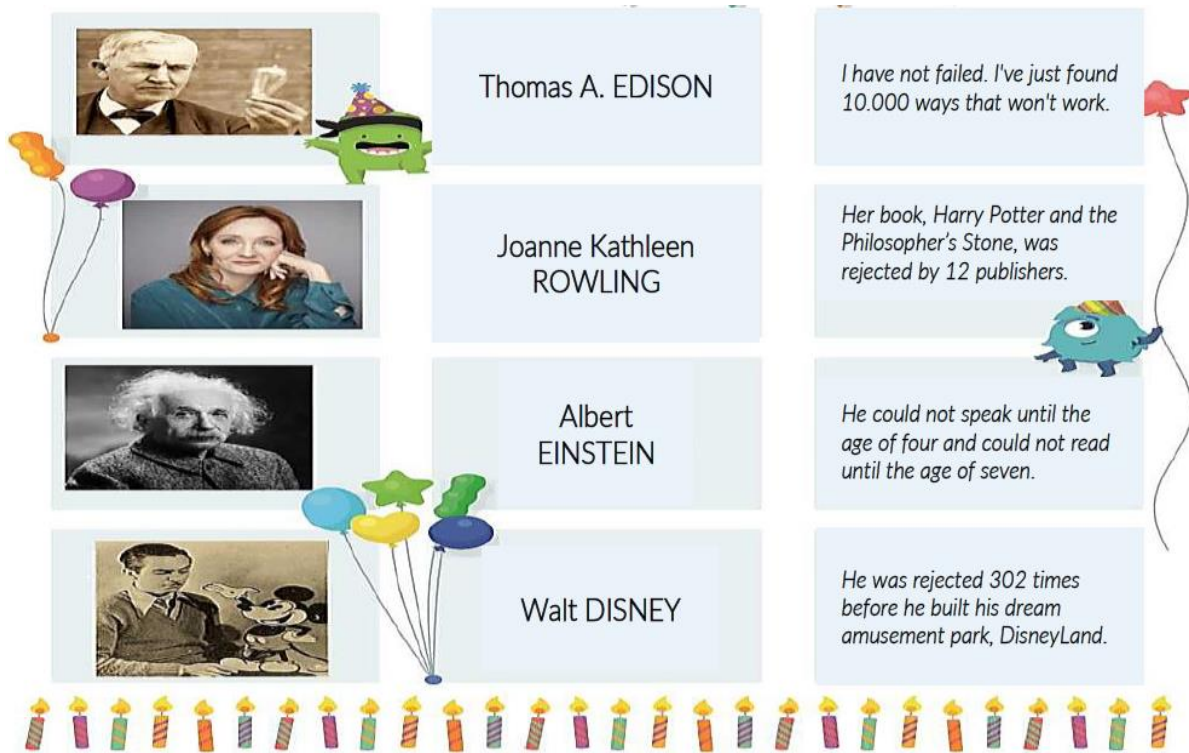 Thomas A. EDISON
I have not failed. I've just found
10.000 ways that won't work.
Joanne Kathleen
ROWLING
Her book, Harry Potter and the
Philosopher's Stone, was
rejected by 12 publishers.
Albert
EINSTEIN
He could not speak until the
age of four and could not read
until the age of seven.
Walt DISNEY
He was rejected 302 times
before he built his dream
amusement park, DisneyLand.